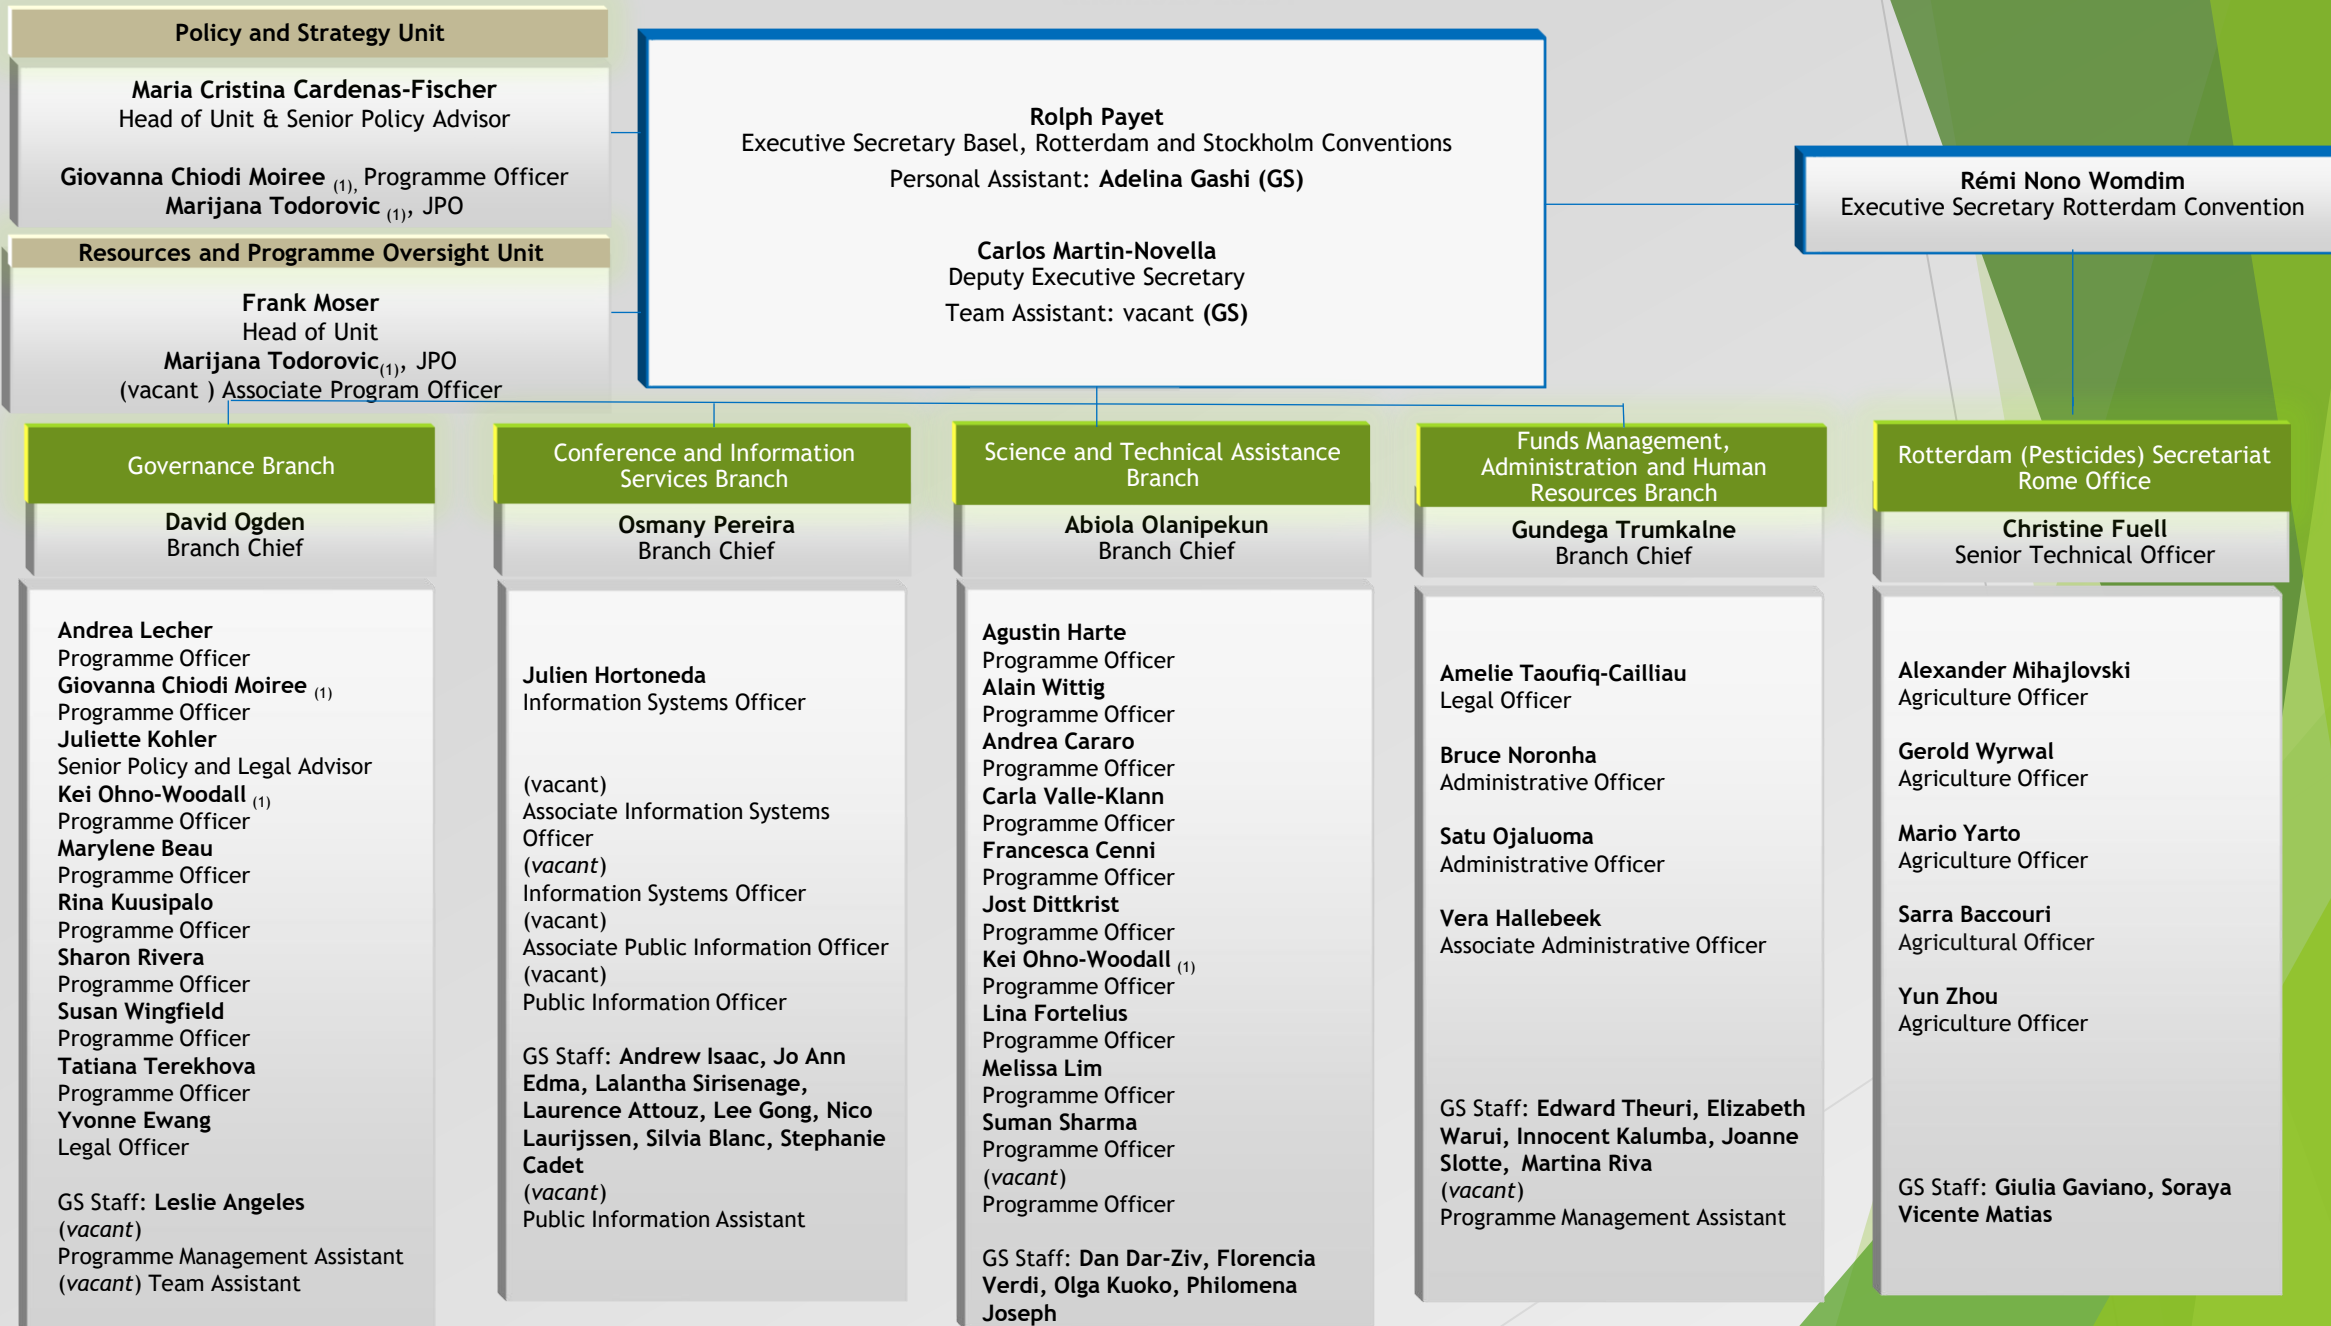 Policy and Strategy Unit
Maria Cristina Cardenas-Fischer
Head of Unit & Senior Policy Advisor
Giovanna Chiodi Moiree (1), Programme Officer
Marijana Todorovic (1), JPO
Resources and Programme Oversight Unit
Frank Moser
Head of Unit
Marijana Todorovic(1), JPO
(vacant ) Associate Program Officer
Rolph Payet
Executive Secretary Basel, Rotterdam and Stockholm Conventions
Personal Assistant: Adelina Gashi (GS)
Carlos Martin-Novella
Deputy Executive Secretary
Team Assistant: vacant (GS)
Rémi Nono Womdim
Executive Secretary Rotterdam Convention
Governance Branch
David Ogden
Branch Chief
Andrea Lecher
Programme Officer
Giovanna Chiodi Moiree (1)
Programme Officer
Juliette Kohler
Senior Policy and Legal Advisor
Kei Ohno-Woodall (1)
Programme Officer
Marylene Beau
Programme Officer
Rina Kuusipalo
Programme Officer
Sharon Rivera
Programme Officer
Susan Wingfield
Programme Officer
Tatiana Terekhova
Programme Officer
Yvonne Ewang
Legal Officer
GS Staff: Leslie Angeles
(vacant)
Programme Management Assistant
(vacant) Team Assistant
Conference and Information
Services Branch
Osmany Pereira
Branch Chief
Julien Hortoneda
Information Systems Officer
(vacant)
Associate Information Systems
Officer
(vacant)
Information Systems Officer
(vacant)
Associate Public Information Officer
(vacant)
Public Information Officer
GS Staff: Andrew Isaac, Jo Ann
Edma, Lalantha Sirisenage,
Laurence Attouz, Lee Gong, Nico
Laurijssen, Silvia Blanc, Stephanie
Cadet
(vacant)
Public Information Assistant
Science and Technical Assistance
Branch
Abiola Olanipekun
Branch Chief
Agustin Harte
Programme Officer
Alain Wittig
Programme Officer
Andrea Cararo
Programme Officer
Carla Valle-Klann
Programme Officer
Francesca Cenni
Programme Officer
Jost Dittkrist
Programme Officer
Kei Ohno-Woodall (1)
Programme Officer
Lina Fortelius
Programme Officer
Melissa Lim
Programme Officer
Suman Sharma
Programme Officer
(vacant)
Programme Officer
GS Staff: Dan Dar-Ziv, Florencia
Verdi, Olga Kuoko, Philomena
Joseph
Funds Management,
Administration and Human
Resources Branch
Gundega Trumkalne
Branch Chief
Amelie Taoufiq-Cailliau
Legal Officer
Bruce Noronha
Administrative Officer
Satu Ojaluoma
Administrative Officer
Vera Hallebeek
Associate Administrative Officer
GS Staff: Edward Theuri, Elizabeth
Warui, Innocent Kalumba, Joanne
Slotte, Martina Riva
(vacant)
Programme Management Assistant
Rotterdam (Pesticides) Secretariat
Rome Office
Christine Fuell
Senior Technical Officer
Alexander Mihajlovski
Agriculture Officer
Gerold Wyrwal
Agriculture Officer
Mario Yarto
Agriculture Officer
Sarra Baccouri
Agricultural Officer
Yun Zhou
Agriculture Officer
GS Staff: Giulia Gaviano, Soraya
Vicente Matias